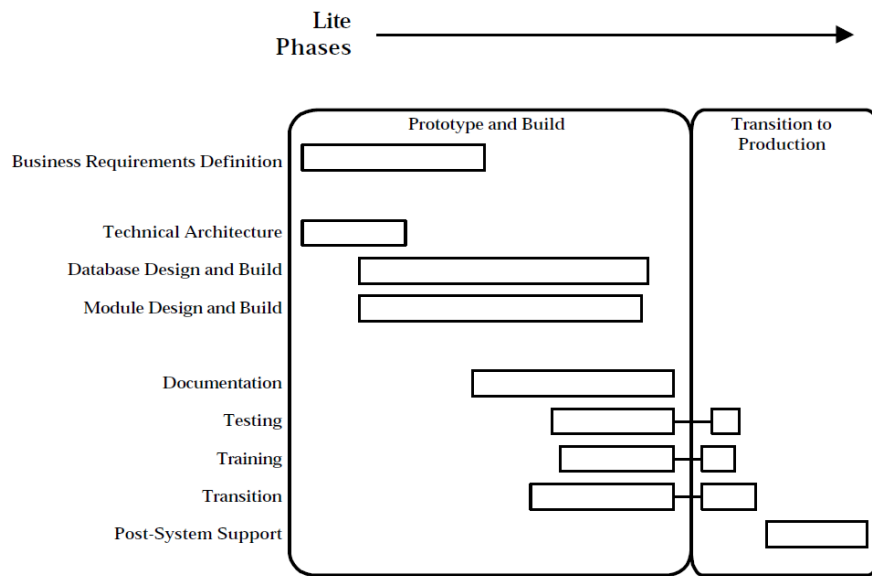 Lite
Phases
Prototype and Build
Transition to
Production
Business Requirements Definition
Technical Architecture
Database Design and Build
Module Design and Build
Documentation
Testing
Training
Transition
Post-System Support